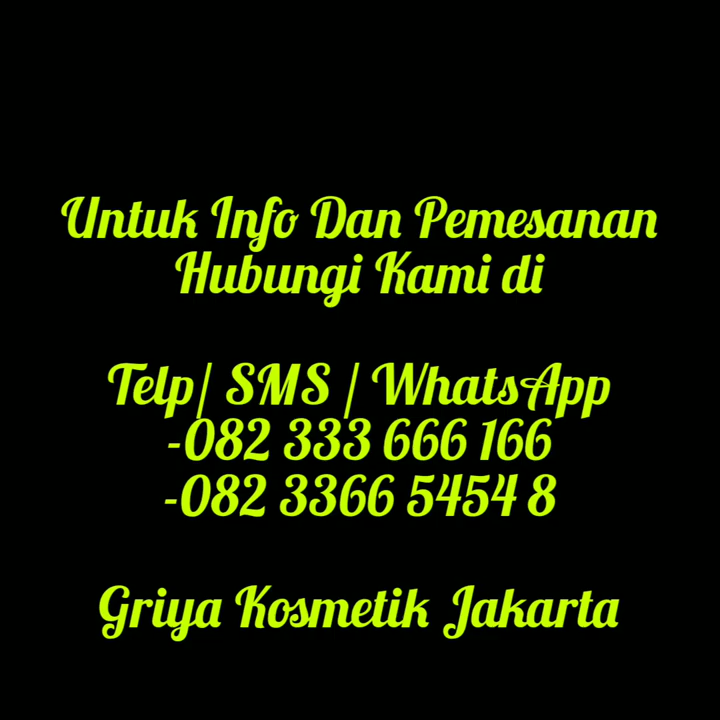 Untuk Info Dan Pemesanan
Hubungi Kami di
Telp/ SMS / WhatsApp
-082 333 666 166
-082 3366 5454 8
Griya Kosmetik Jakarta